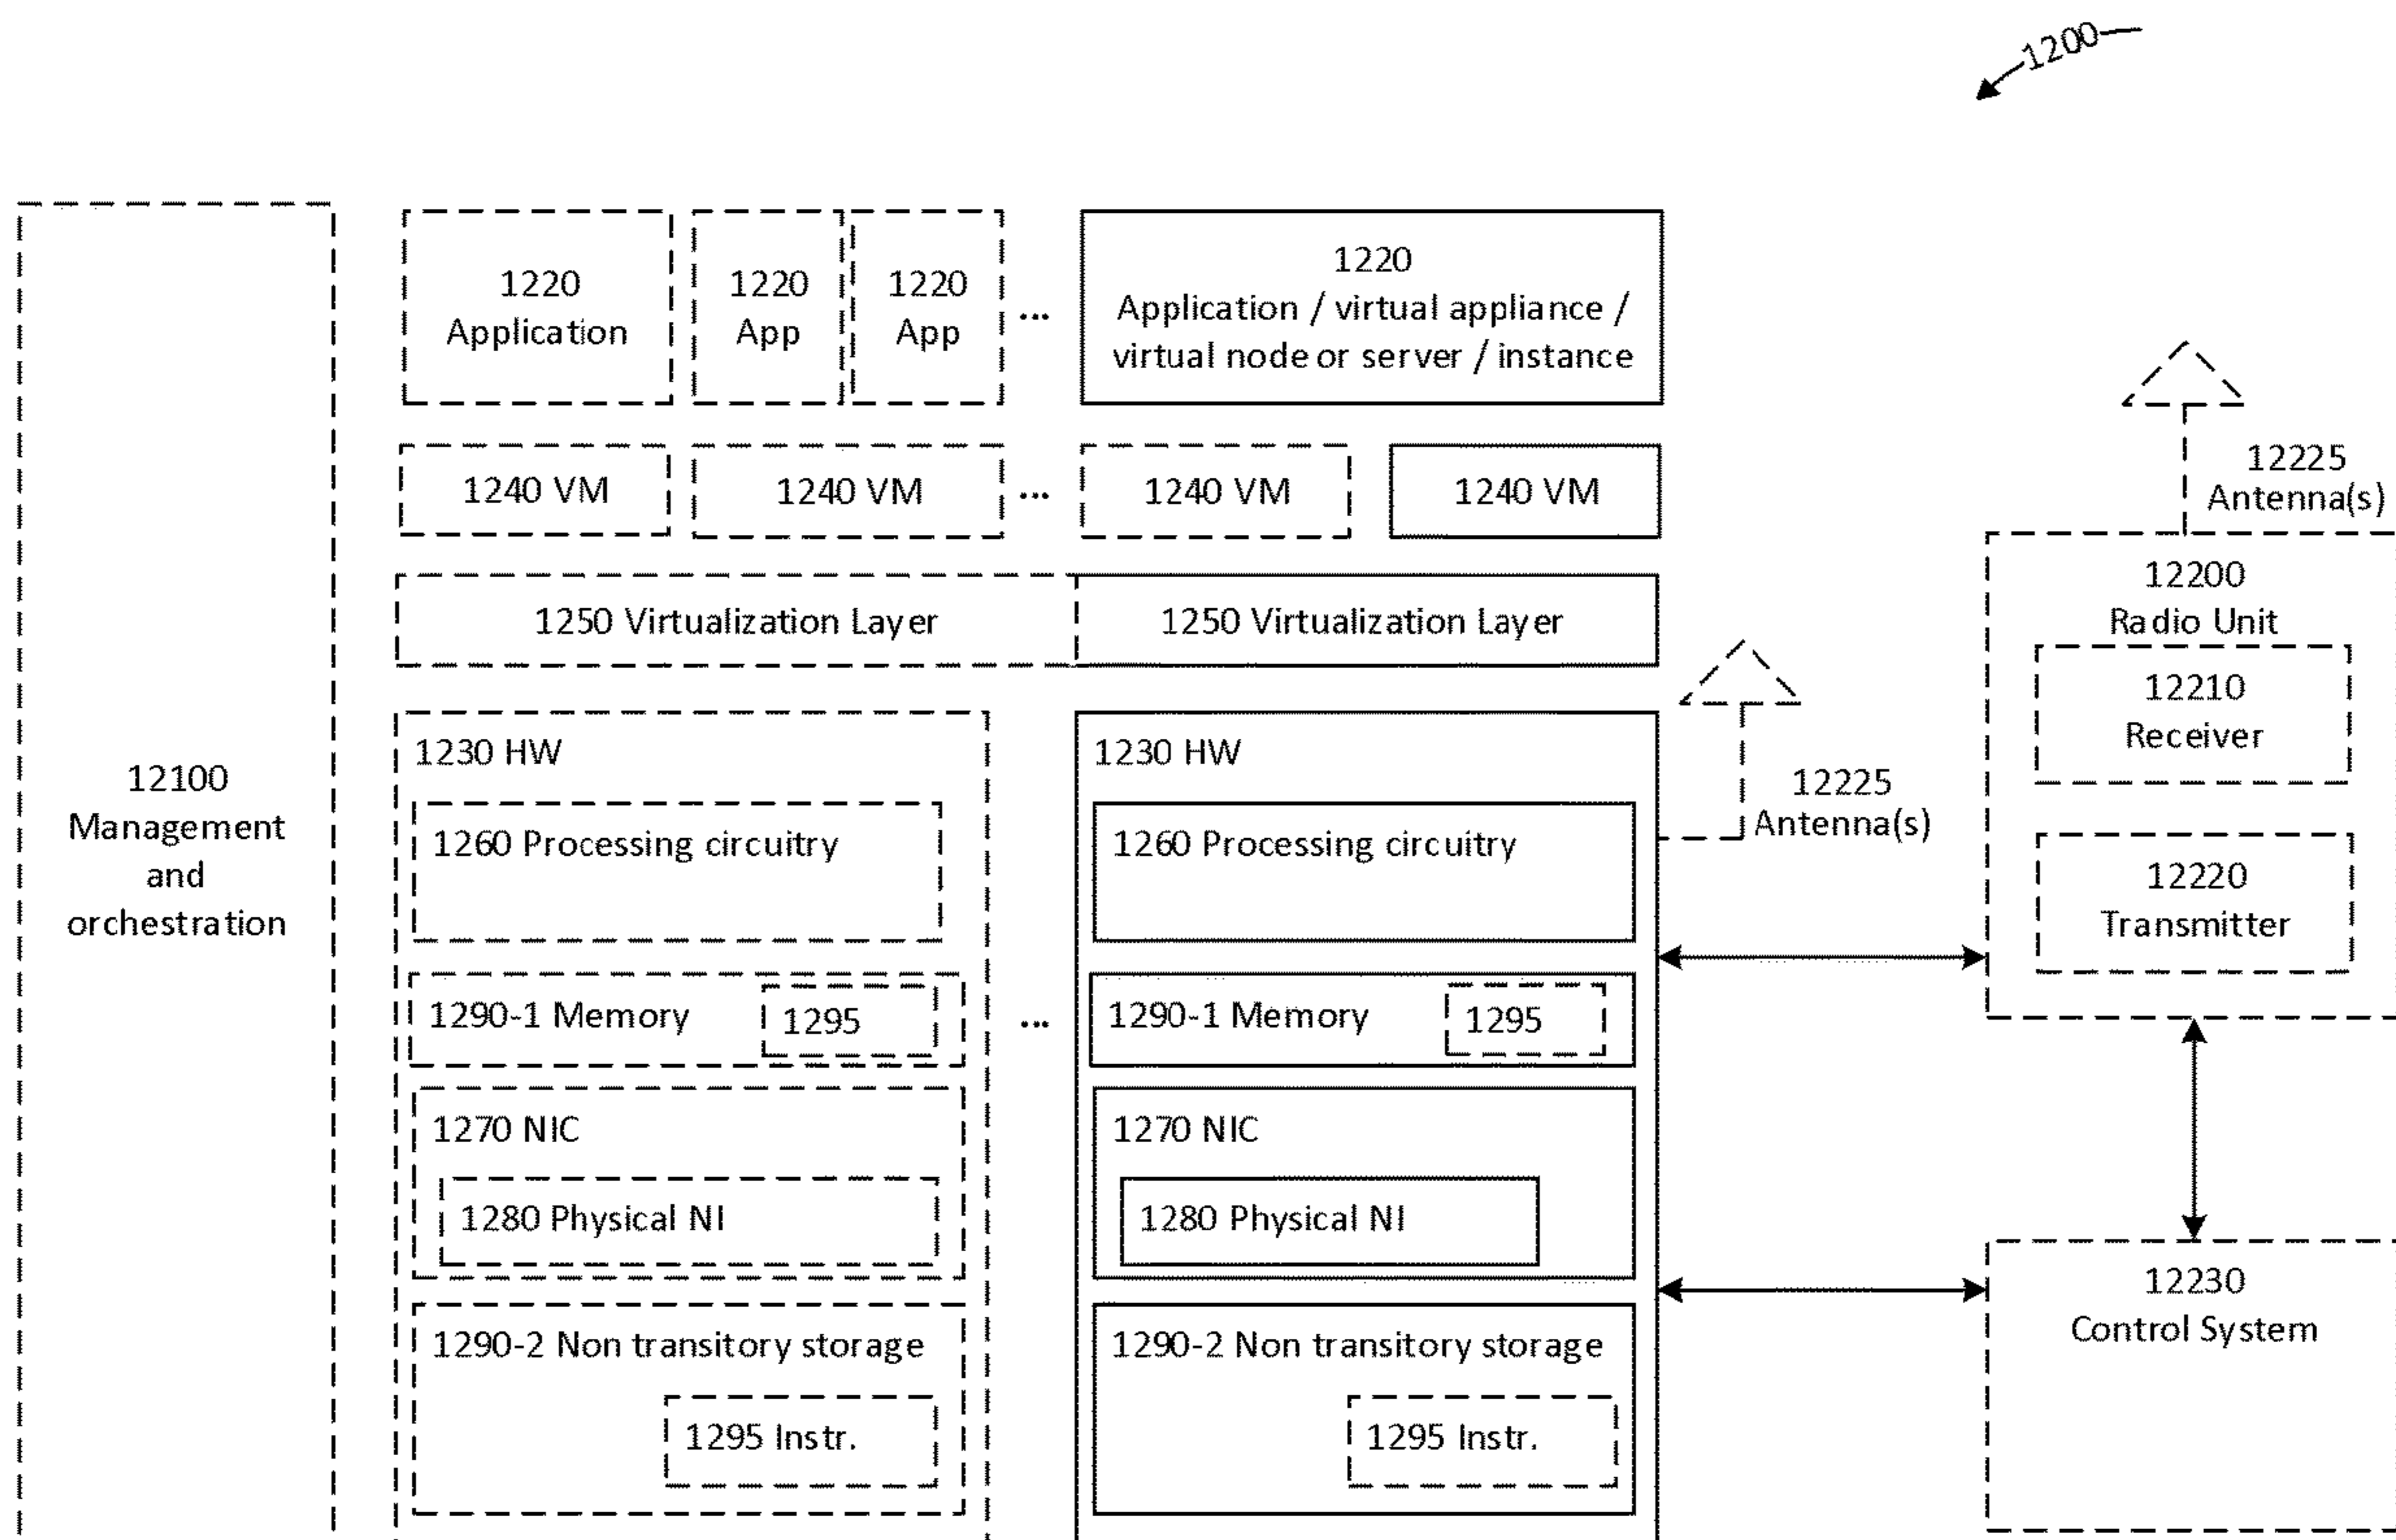 1200
1220
Application
1220
App
1220
App
...
1220
Application / virtual appliance /
virtual node or server / instance
1240 VM
1240 VM
...
1240 VM
1240 VM
12225
Antenna(s)
1250 Virtualization Layer
1250 Virtualization Layer
12200
Radio Unit
12210
Receiver
12220
Transmitter
12100
Management
and
orchestration
1230 HW
1260 Processing circuitry
1290-1 Memory
1295
1270 NIC
1280 Physical NI
1290-2 Non transitory storage
1295 Instr.
...
1230 HW
1260 Processing circuitry
1290-1 Memory
1295
1270 NIC
1280 Physical NI
1290-2 Non transitory storage
1295 Instr.
12225
Antenna(s)
12230
Control System